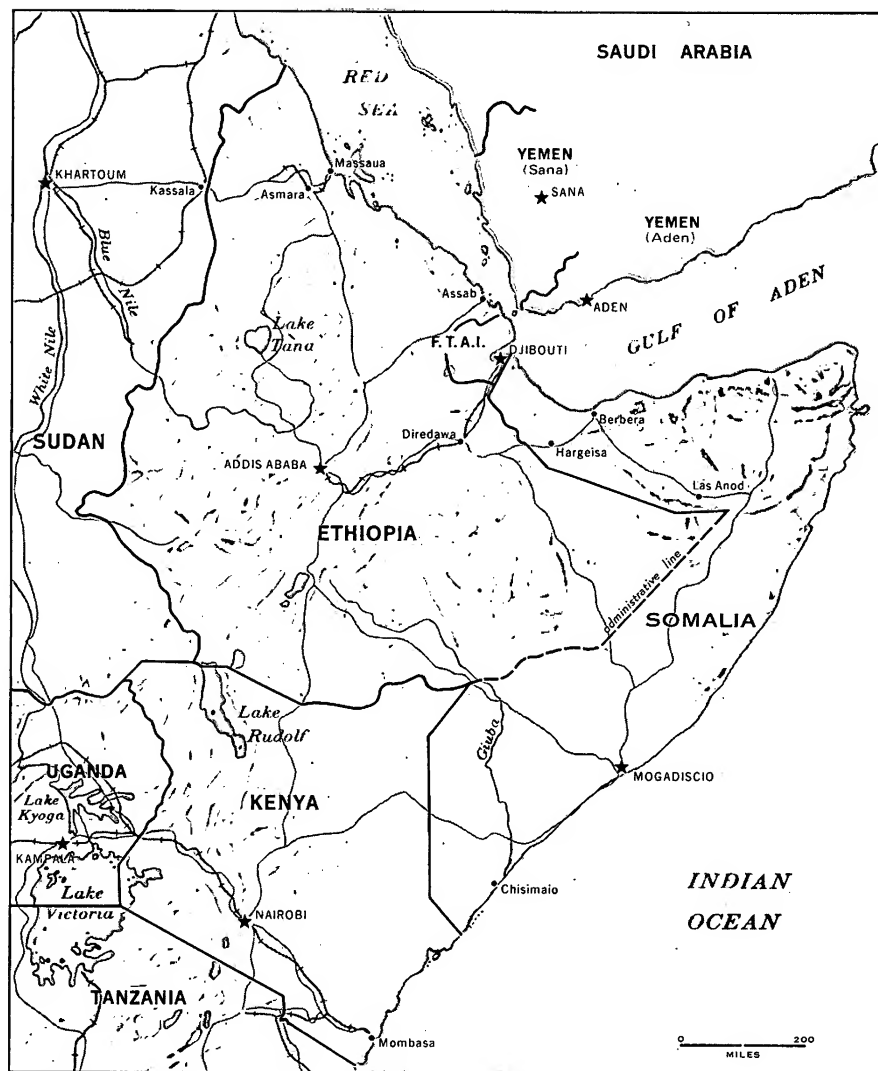 SAUDI ARABIA
RED
SEA
YEMEN
(Sana)
SANA
YEMEN
(Aden)
Massaua
KHARTOUM
Kassala
Asmara
Blue
Nile
White Nile
Assab
ADEN
GULF OF ADEN
Lake
Tana
F.T.A.I.
DJIBOUTI
SUDAN
Diredawa
Berbera
Hargeisa
ADDIS ABABA
Las Anod
ETHIOPIA
administrative line
SOMALIA
Lake
Rudolf
Giuba
UGANDA
Lake
Kyoga
KENYA
MOGADISCIO
KAMPALA
Lake
Victoria
Chisimaio
INDIAN
OCEAN
NAIROBI
TANZANIA
Mombasa
0 200
MILES